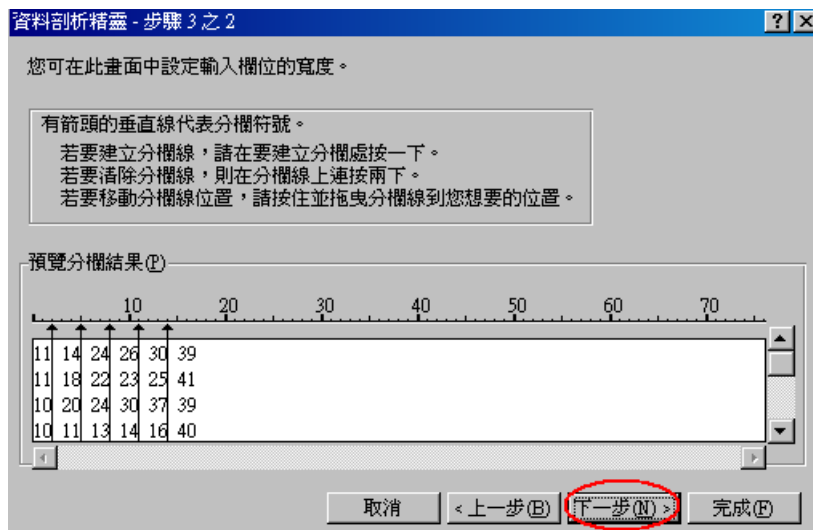 資料剖析精靈 - 步驟 3 之 2
您可在此畫面中設定輸入欄位的寬度。
有箭頭的垂直線代表分欄符號。
若要建立分欄線，請在要建立分欄處按一下。
若要清除分欄線，則在分欄線上連按兩下。
若要移動分欄線位置，請按住並拖曳分欄線到您想要的位置。
預覽分欄結果(P)
10 20 30 40 50 60 70
11 14 24 26 30 39
11 18 22 23 25 41
10 20 24 30 37 39
10 11 13 14 16 40
取消 < 上一步(B) 下一步(N) > 完成(F)